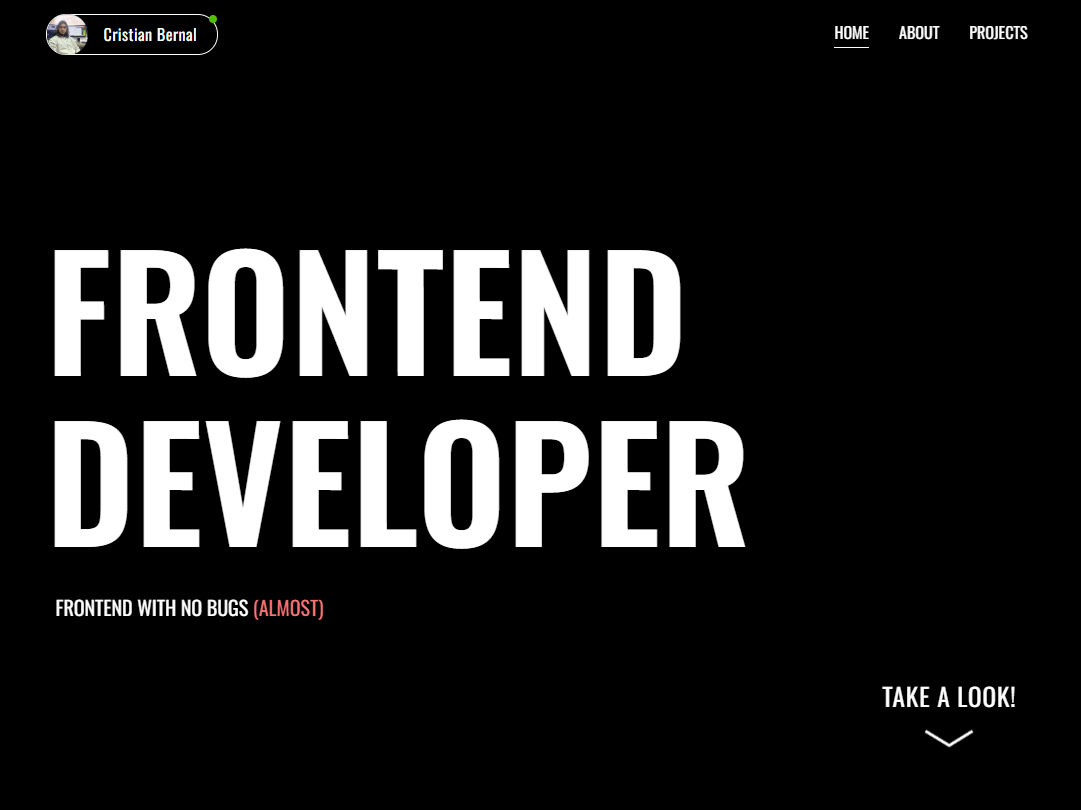 Cristian Bernal
HOME ABOUT PROJECTS
FRONTEND
DEVELOPER
FRONTEND WITH NO BUGS (ALMOST)
TAKE A LOOK!